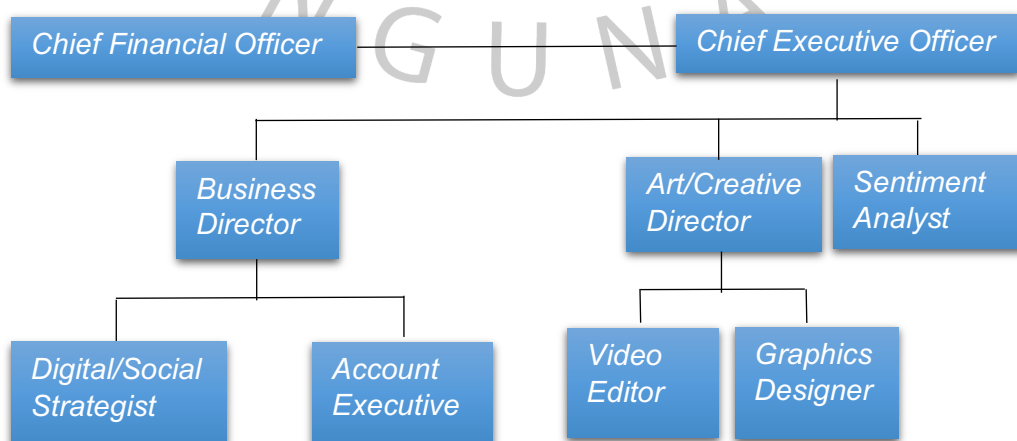 Chief Financial Officer
Chief Executive Officer
Business
Director
Art/Creative
Director
Sentiment
Analyst
Digital/Social
Strategist
Account
Executive
Video
Editor
Graphics
Designer